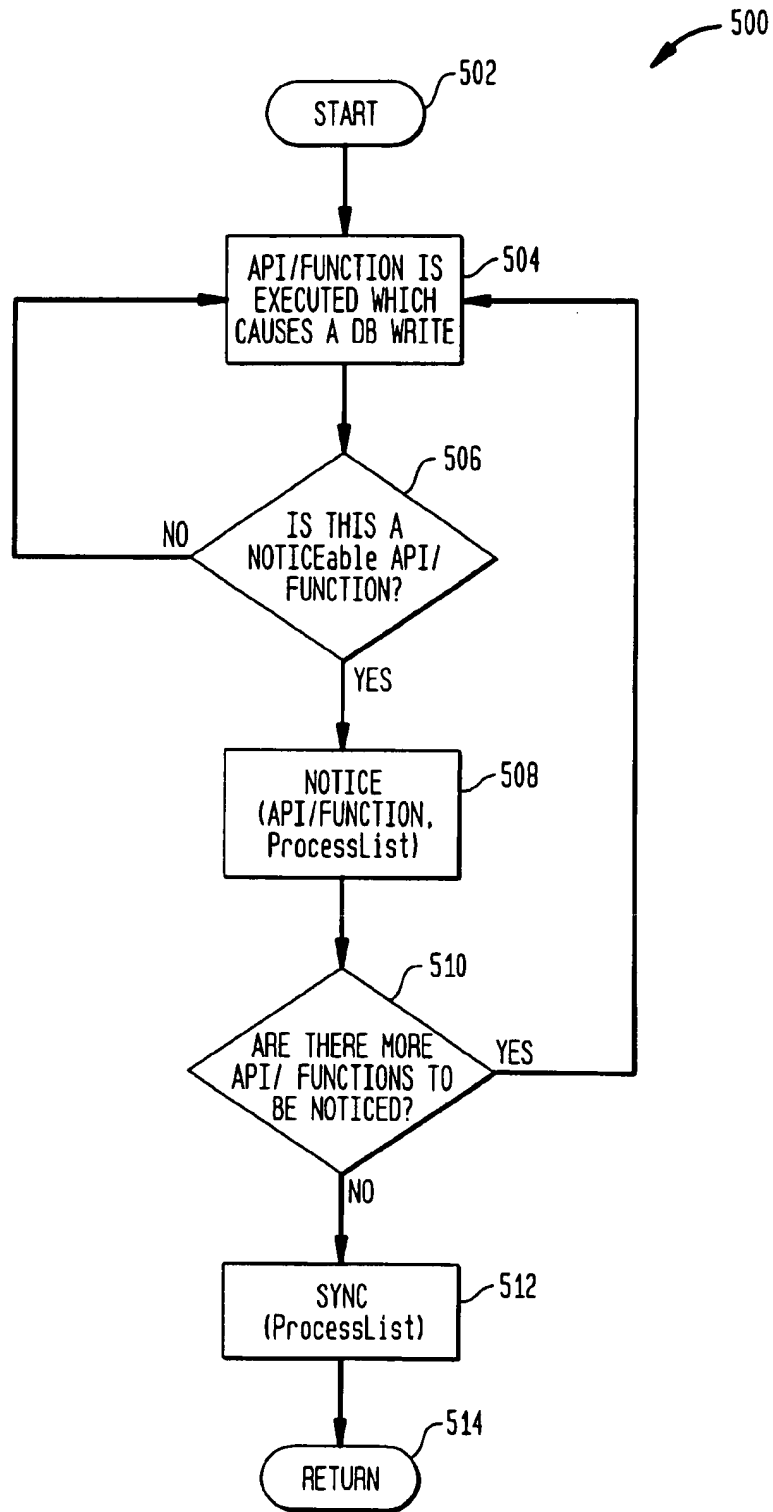 500
502
START
504
API/FUNCTION IS
EXECUTED WHICH
CAUSES A DB WRITE
506
NO
IS THIS A
NOTICEable API/
FUNCTION?
YES
508
NOTICE
(API/FUNCTION,
ProcessList)
510
ARE THERE MORE
API/ FUNCTIONS TO
BE NOTICED?
YES
NO
512
SYNC
(ProcessList)
514
RETURN